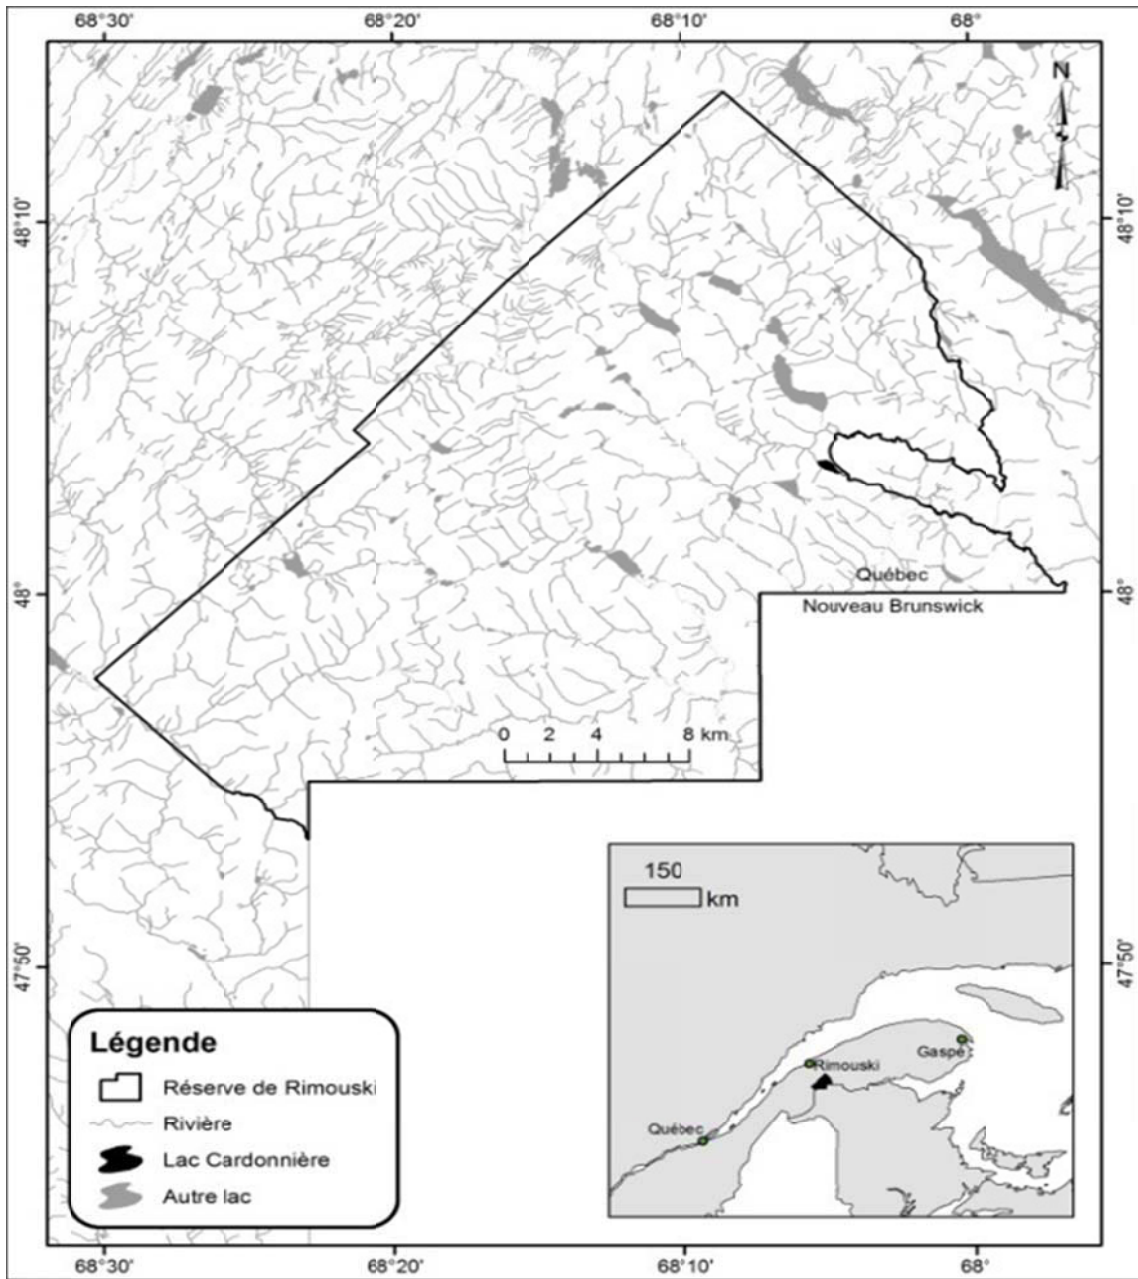 68°30' 68°20' 68°10' 68°
N
48°10' 48°10'
48° 48°
Québec
Nouveau Brunswick
0 2 4 8 km
47°50' 47°50'
150
km
Gaspé
Rimouski
Québec
Légende
Réserve de Rimouski
Rivière
Lac Cardonnière
Autre lac
68°30' 68°20' 68°10' 68°